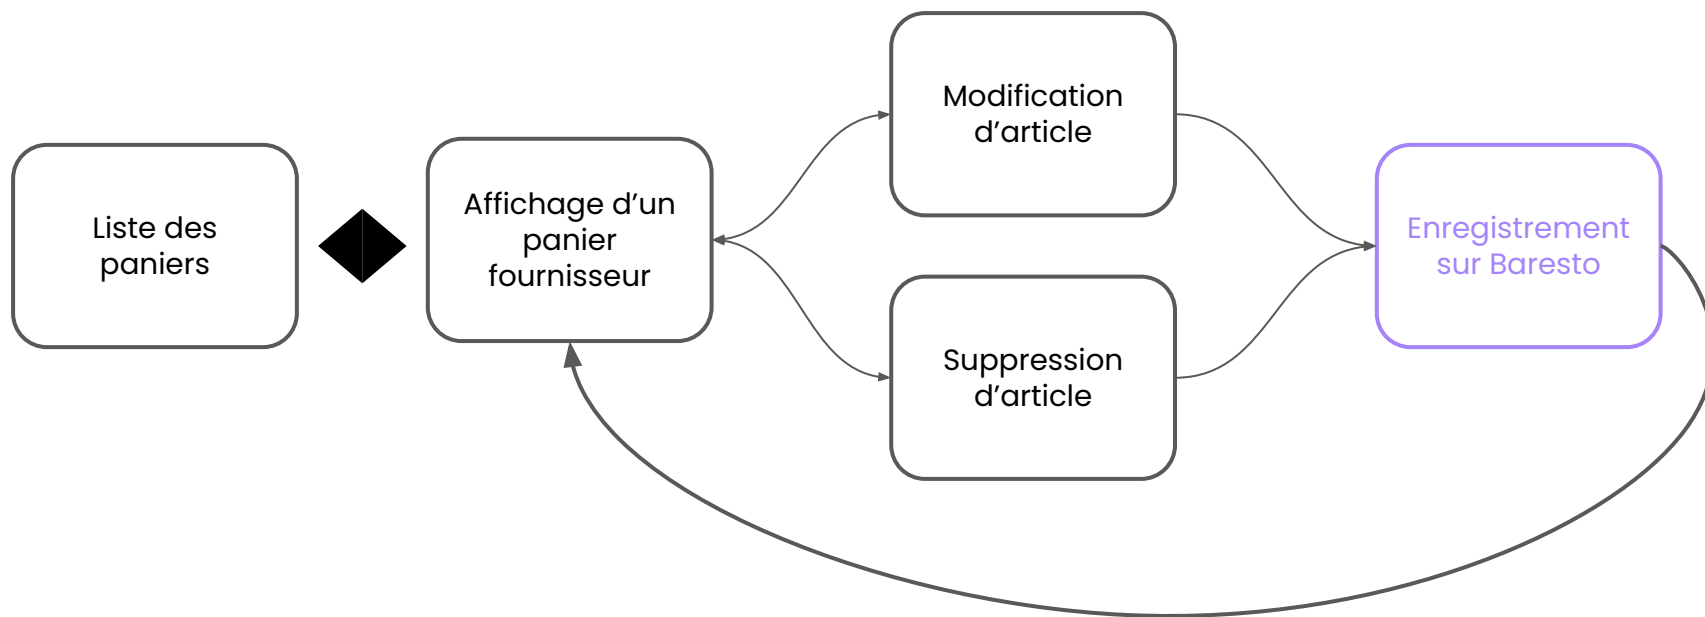 Liste des
paniers
Affichage d’un
panier
fournisseur
Modification
d’article
Suppression
d’article
Enregistrement
sur Baresto